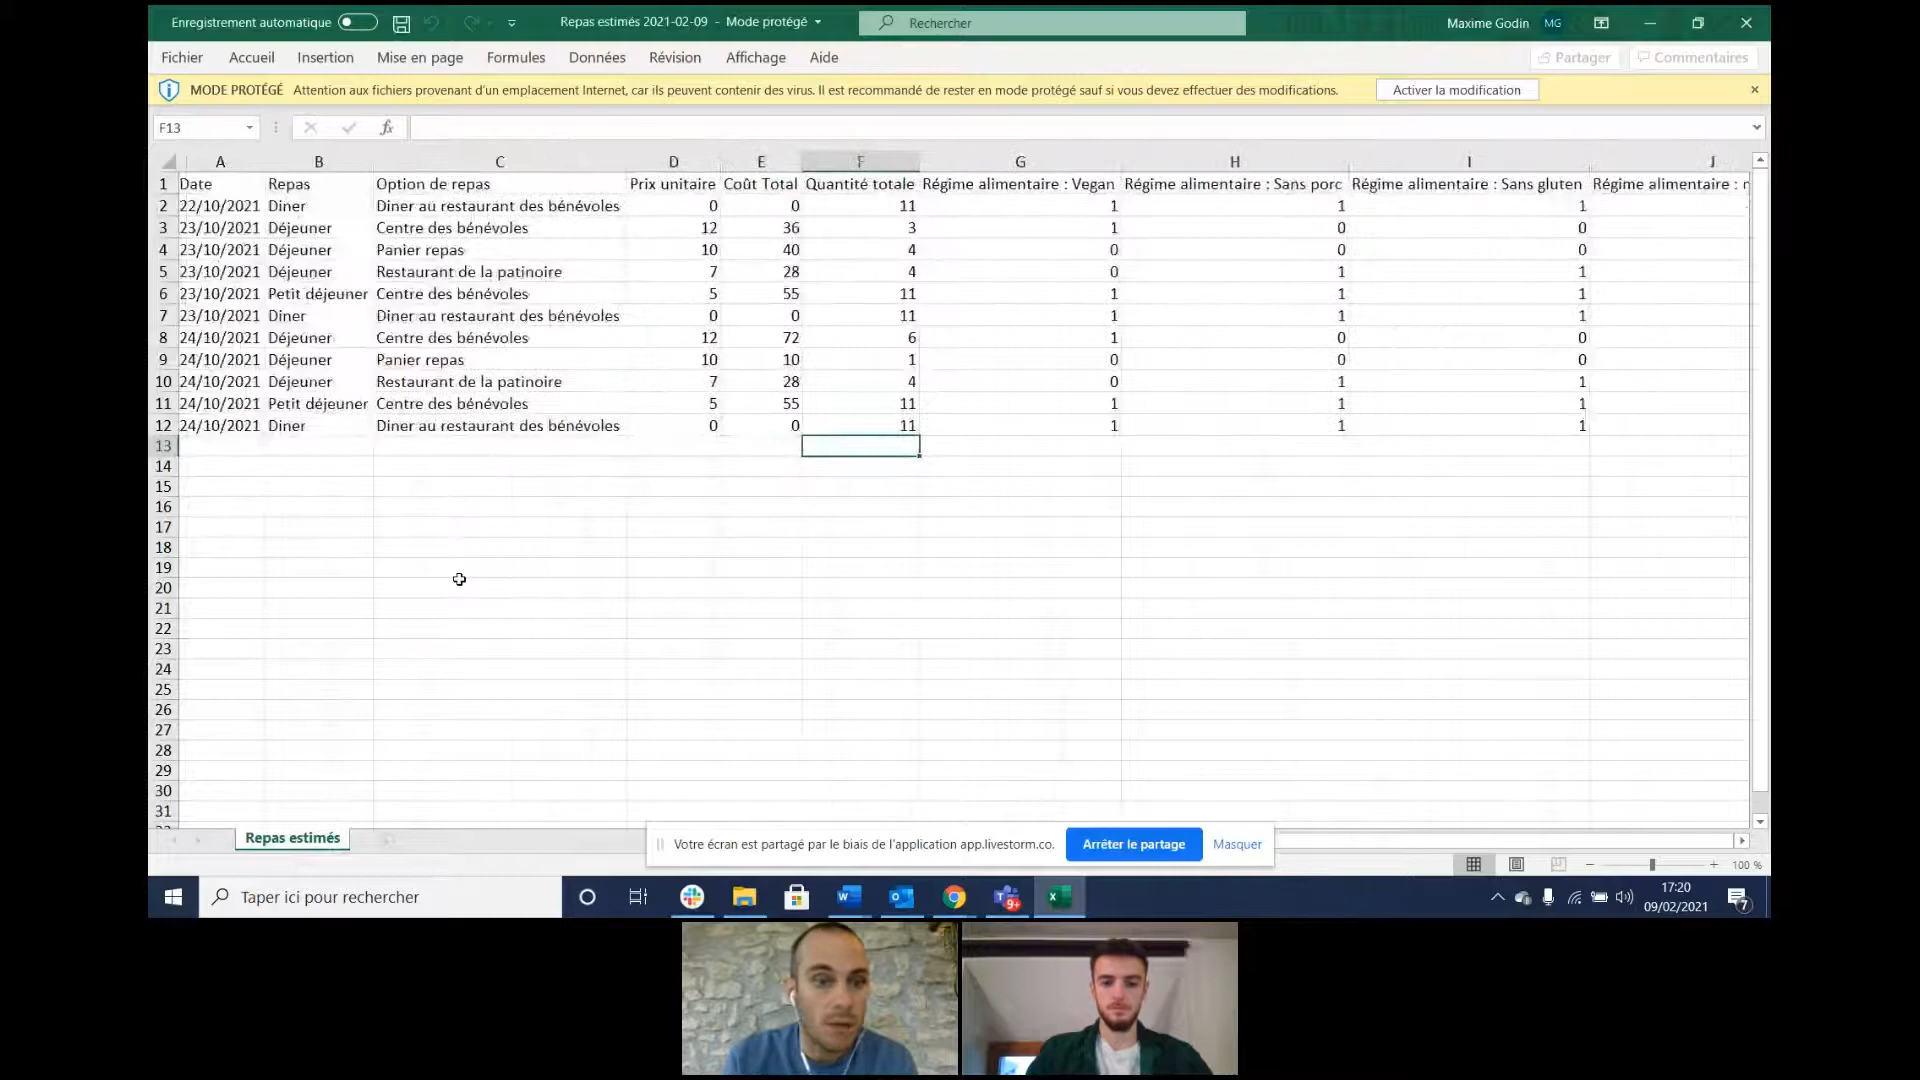 Enregistrement automatique Repas estimés 2021-02-09 - Mode protégé Rechercher Maxime Godin MG
Fichier Accueil Insertion Mise en page Formules Données Révision Affichage Aide Partager Commentaires
MODE PROTÉGÉ Attention aux fichiers provenant d'un emplacement Internet, car ils peuvent contenir des virus. Il est recommandé de rester en mode protégé sauf si vous devez effectuer des modifications. Activer la modification
F13 fx
A B C D E F G H I J
1 Date Repas Option de repas Prix unitaire Coût Total Quantité totale Régime alimentaire : Vegan Régime alimentaire : Sans porc Régime alimentaire : Sans gluten Régime alimentaire :
2 22/10/2021 Diner Diner au restaurant des bénévoles 0 0 11 1 1 1
3 23/10/2021 Déjeuner Centre des bénévoles 12 36 3 1 0 0
4 23/10/2021 Déjeuner Panier repas 10 40 4 0 0 0
5 23/10/2021 Déjeuner Restaurant de la patinoire 7 28 4 0 1 1
6 23/10/2021 Petit déjeuner Centre des bénévoles 5 55 11 1 1 1
7 23/10/2021 Diner Diner au restaurant des bénévoles 0 0 11 1 1 1
8 24/10/2021 Déjeuner Centre des bénévoles 12 72 6 1 0 0
9 24/10/2021 Déjeuner Panier repas 10 10 1 0 0 0
10 24/10/2021 Déjeuner Restaurant de la patinoire 7 28 4 0 1 1
11 24/10/2021 Petit déjeuner Centre des bénévoles 5 55 11 1 1 1
12 24/10/2021 Diner Diner au restaurant des bénévoles 0 0 11 1 1 1
13
14
15
16
17
18
19
20
21
22
23
24
25
26
27
28
29
30
31
Repas estimés
Votre écran est partagé par le biais de l'application app.livestorm.co. Arrêter le partage Masquer
100 %
Taper ici pour rechercher 9+ 17:20
09/02/2021 7